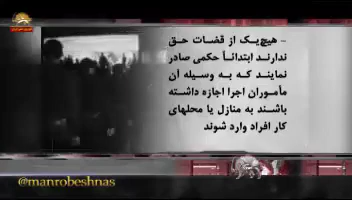 – هیچ‌یک از قضات حق
ندارند ابتدائاً حکمی صادر
نمایند که به وسیله آن
مأموران اجرا اجازه داشته
باشند به منازل یا محلهای
کار افراد وارد شوند
@manrobeshnas